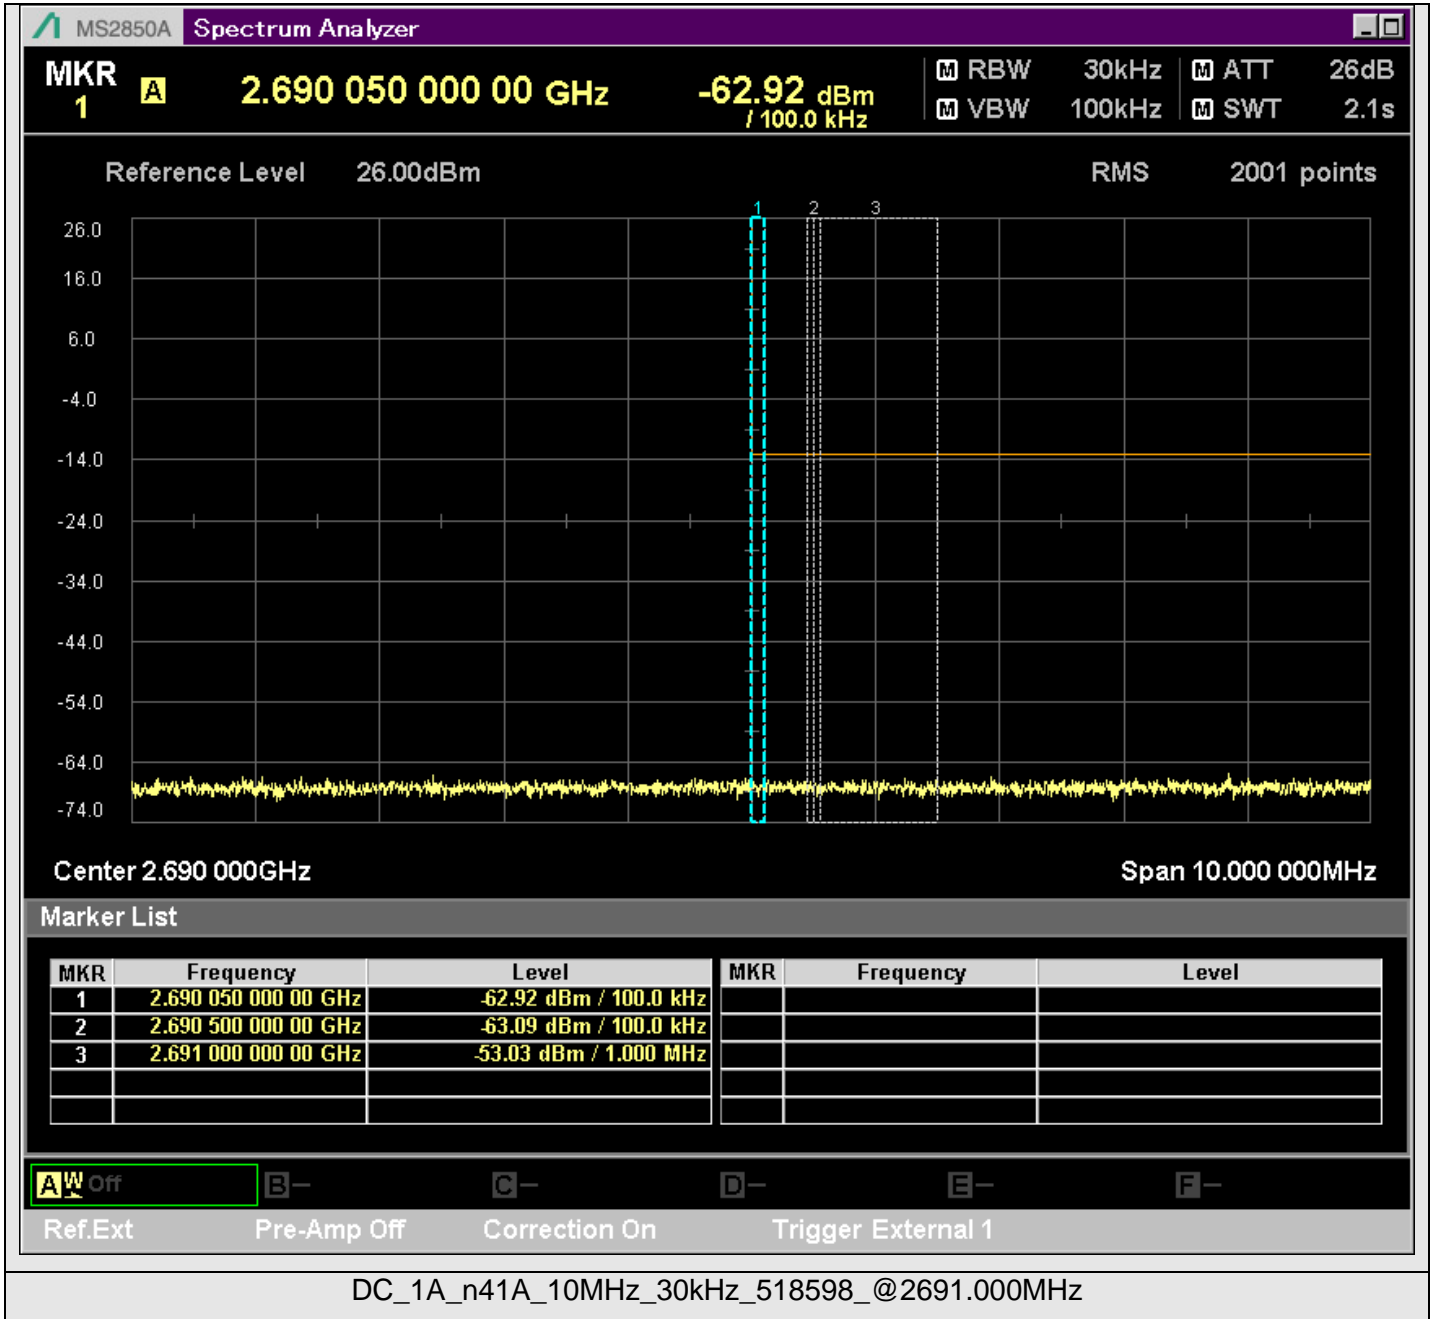 MS2850A Spectrum Analyzer
MKR 1 A 2.690 050 000 00 GHz -62.92 dBm / 100.0 kHz
M RBW 30kHz M ATT 26dB
M VBW 100kHz M SWT 2.1s
Reference Level 26.00dBm RMS 2001 points
1 2 3
26.0
16.0
6.0
-4.0
-14.0
-24.0
-34.0
-44.0
-54.0
-64.0
-74.0
Center 2.690 000GHz Span 10.000 000MHz
Marker List
MKR Frequency Level MKR Frequency Level
1 2.690 050 000 00 GHz -62.92 dBm / 100.0 kHz
2 2.690 500 000 00 GHz -63.09 dBm / 100.0 kHz
3 2.691 000 000 00 GHz -53.03 dBm / 1.000 MHz
A W Off B — C — D — E — F —
Ref.Ext Pre-Amp Off Correction On Trigger External 1
DC_1A_n41A_10MHz_30kHz_518598_@2691.000MHz